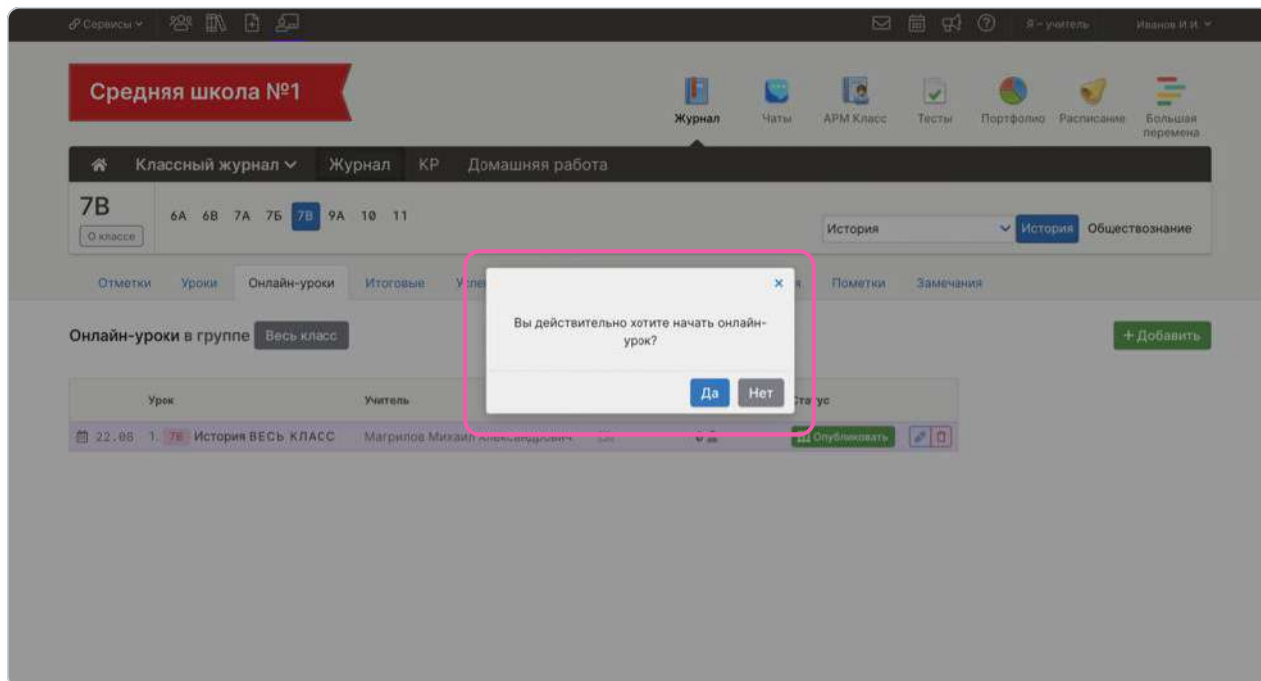 Сервисы
Я – учитель
Иванов И.И.
Средняя школа №1
Журнал
Чаты
АРМ Класс
Тесты
Портфолио
Расписание
Большая
перемена
Классный журнал
Журнал
КР
Домашняя работа
7В
О классе
6А 6В 7А 7Б 7В 9А 10 11
История
История
Обществознание
Отметки
Уроки
Онлайн-уроки
Итоговые
Пометки
Замечания
Вы действительно хотите начать онлайн-
урок?
Да
Нет
Онлайн-уроки в группе
Весь класс
+ Добавить
Урок
Учитель
22.08 1. 7В История ВЕСЬ КЛАСС
Магрилов Михаил Александрович
Опубликовать